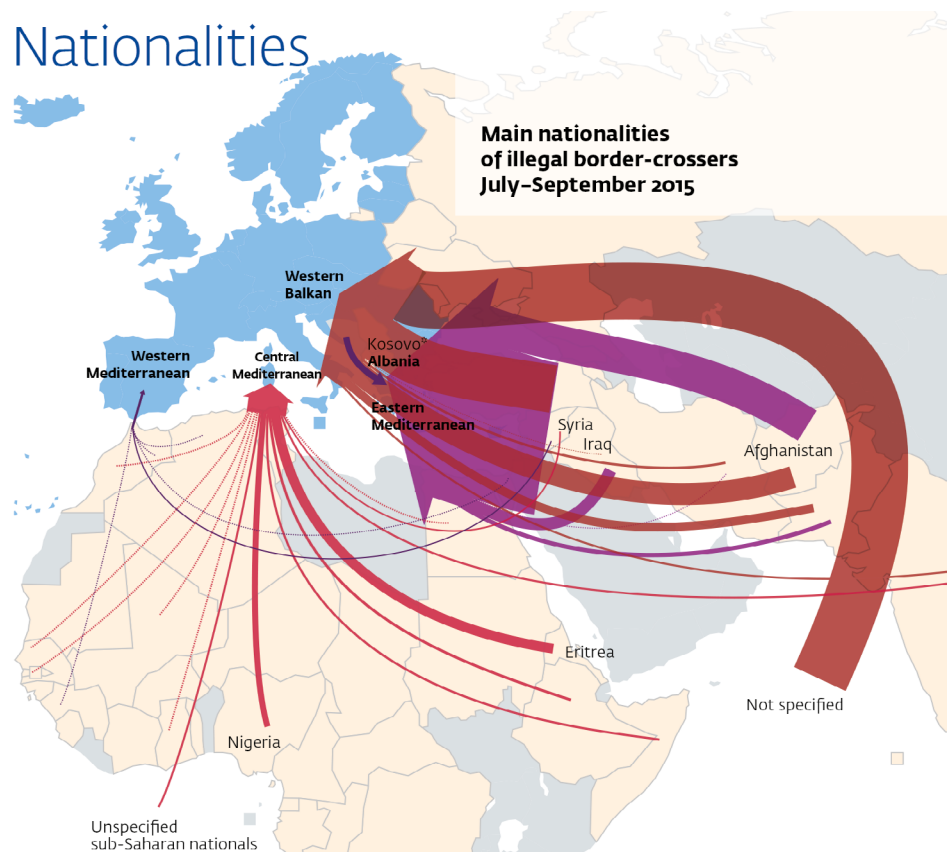 Nationalities
Main nationalities
of illegal border-crossers
July–September 2015
Western
Balkan
Kosovo*
Albania
Western
Mediterranean
Central
Mediterranean
Eastern
Mediterranean
Syria
Iraq
Afghanistan
Eritrea
Not specified
Nigeria
Unspecified
sub-Saharan nationals